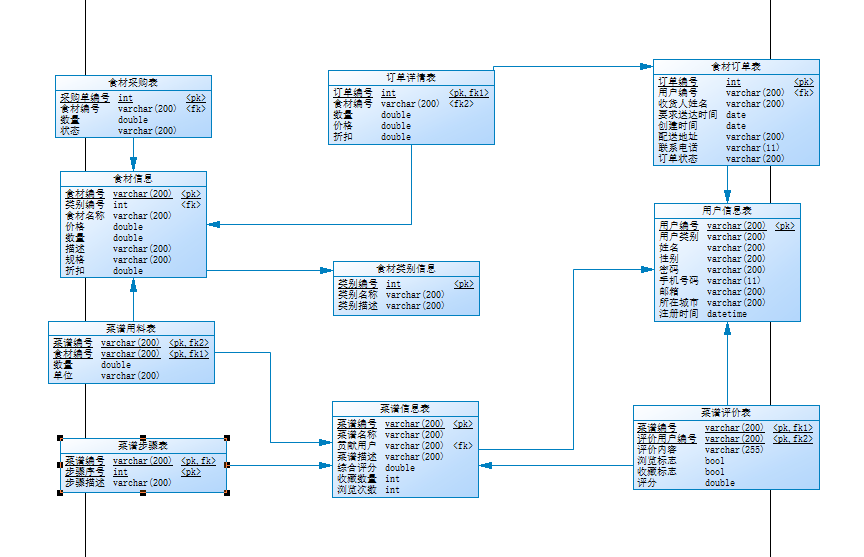 食材采购表
采购单编号 int <pk>
食材编号 varchar(200) <fk>
数量 double
状态 varchar(200)
订单详情表
订单编号 int <pk,fk1>
食材编号 varchar(200) <fk2>
数量 double
价格 double
折扣 double
食材订单表
订单编号 int <pk>
用户编号 varchar(200) <fk>
收货人姓名 varchar(200)
要求送达时间 date
创建时间 date
配送地址 varchar(200)
联系电话 varchar(11)
订单状态 varchar(200)
食材信息
食材编号 varchar(200) <pk>
类别编号 int <fk>
食材名称 varchar(200)
价格 double
数量 double
描述 varchar(200)
规格 varchar(200)
折扣 double
用户信息表
用户编号 varchar(200) <pk>
用户类别 varchar(200)
姓名 varchar(200)
性别 varchar(200)
密码 varchar(200)
手机号码 varchar(11)
邮箱 varchar(200)
所在城市 varchar(200)
注册时间 datetime
食材类别信息
类别编号 int <pk>
类别名称 varchar(200)
类别描述 varchar(200)
菜谱用料表
菜谱编号 varchar(200) <pk,fk2>
食材编号 varchar(200) <pk,fk1>
数量 double
单位 varchar(200)
菜谱信息表
菜谱编号 varchar(200) <pk>
菜谱名称 varchar(200)
贡献用户 varchar(200) <fk>
菜谱描述 varchar(200)
综合评分 double
收藏数量 int
浏览次数 int
菜谱评价表
菜谱编号 varchar(200) <pk,fk1>
评价用户编号 varchar(200) <pk,fk2>
评价内容 varchar(255)
浏览标志 bool
收藏标志 bool
评分 double
菜谱步骤表
菜谱编号 varchar(200) <pk,fk>
步骤序号 int <pk>
步骤描述 varchar(200)